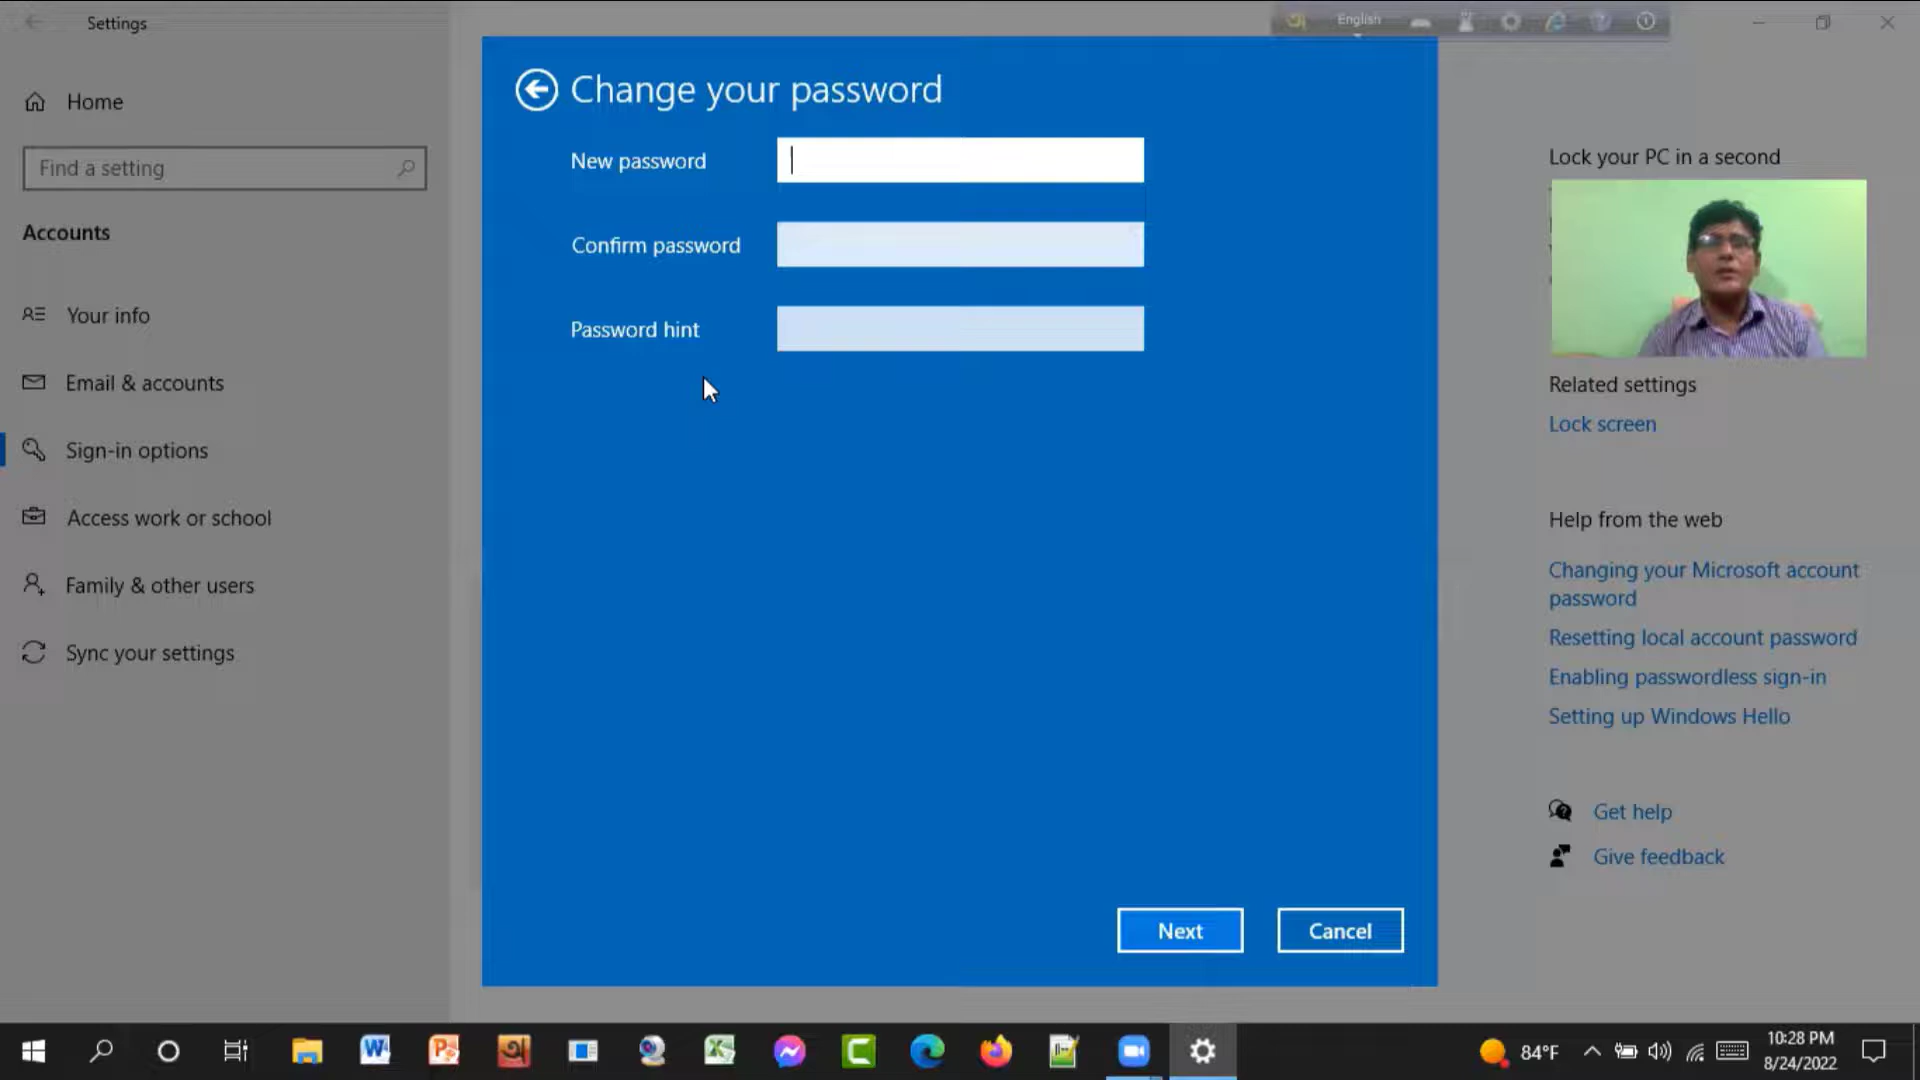 Settings
English
Home
Find a setting
Accounts
Your info
Email & accounts
Sign-in options
Access work or school
Family & other users
Sync your settings
Change your password
New password
Confirm password
Password hint
Next
Cancel
Lock your PC in a second
Related settings
Lock screen
Help from the web
Changing your Microsoft account
password
Resetting local account password
Enabling passwordless sign-in
Setting up Windows Hello
Get help
Give feedback
84°F
10:28 PM
8/24/2022